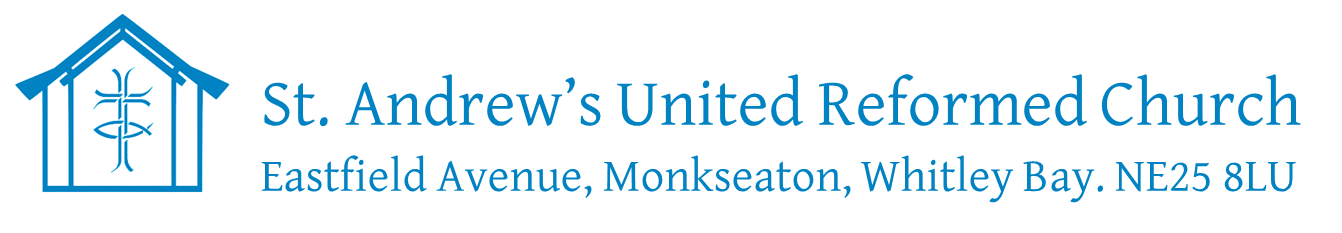 St. Andrew’s United Reformed Church
Eastfield Avenue, Monkseaton, Whitley Bay. NE25 8LU